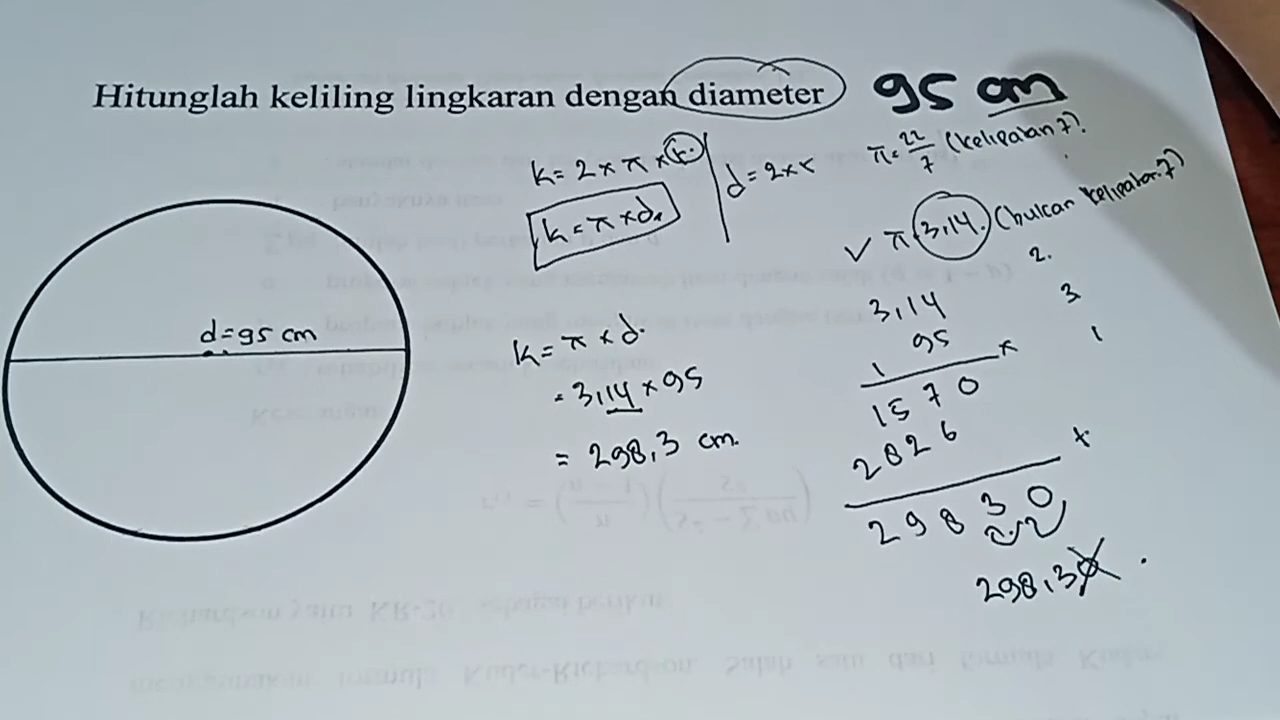 Hitunglah keliling lingkaran dengan diameter 95 cm
k = 2 × π × r.
k = π × d.
d = 2 × r
π = 22/7 (kelipatan 7).
✓ π = 3,14. (bukan kelipatan 7)
2.
3
1
d = 95 cm
k = π × d.
= 3,14 × 95
= 298,3 cm.
3,14
95
1 ×
1570
2826
+
29830
298,30